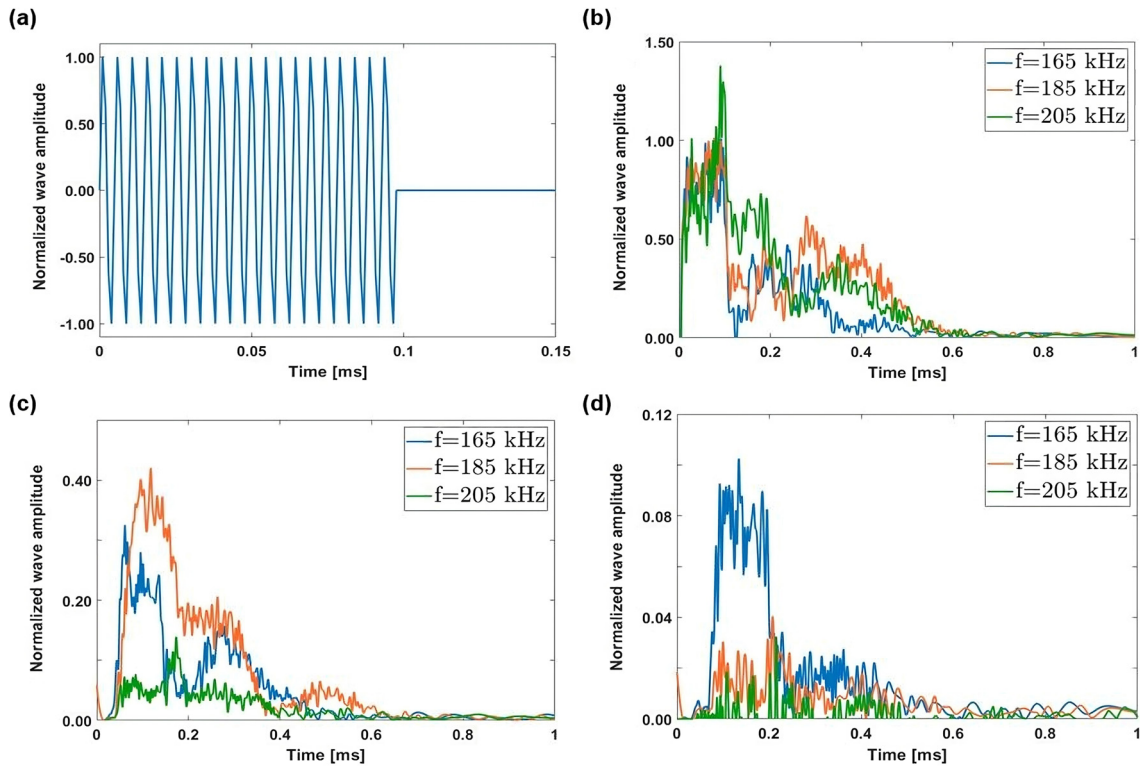 (a)
1.00
0.50
0.00
-0.50
-1.00
Normalized wave amplitude
0
0.05
0.1
0.15
Time [ms]
(b)
1.50
1.00
0.50
0.00
Normalized wave amplitude
0
0.2
0.4
0.6
0.8
1
Time [ms]
f=165 kHz
f=185 kHz
f=205 kHz
(c)
0.40
0.20
0.00
Normalized wave amplitude
0
0.2
0.4
0.6
0.8
1
Time [ms]
f=165 kHz
f=185 kHz
f=205 kHz
(d)
0.12
0.08
0.04
0.00
Normalized wave amplitude
0
0.2
0.4
0.6
0.8
1
Time [ms]
f=165 kHz
f=185 kHz
f=205 kHz